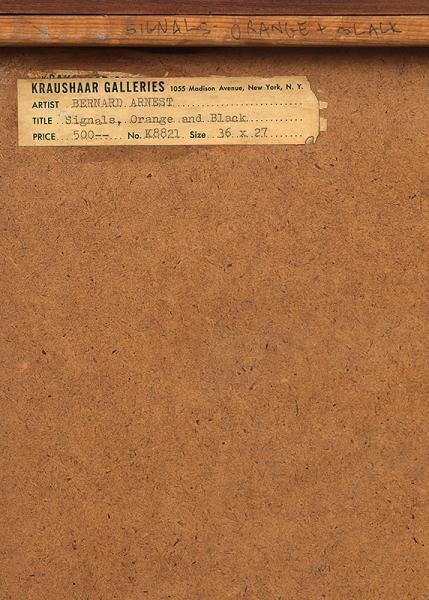 SIGNALS ORANGE + BLACK
KRAUSHAAR GALLERIES 1055 Madison Avenue, New York, N. Y.
ARTIST BERNARD ARNEST
TITLE Signals, Orange and Black
PRICE 500-- No. K8821 Size 36 x 27